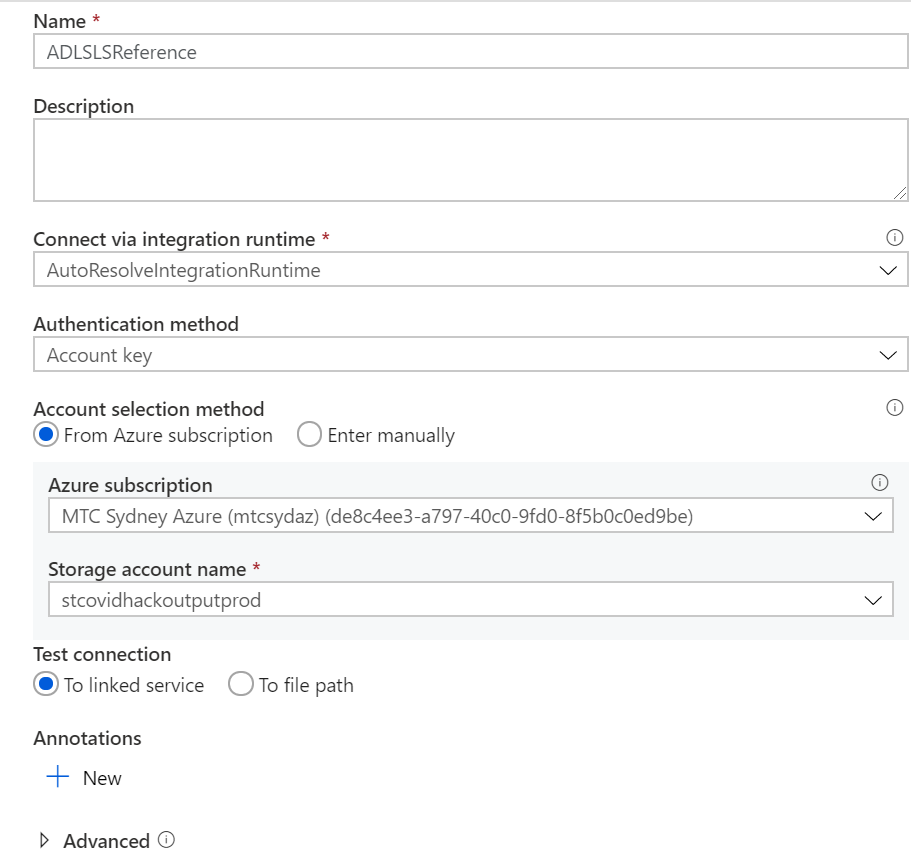 Name *
ADLSLSReference
Description
Connect via integration runtime *
AutoResolveIntegrationRuntime
Authentication method
Account key
Account selection method
From Azure subscription Enter manually
Azure subscription
MTC Sydney Azure (mtcsydaz) (de8c4ee3-a797-40c0-9fd0-8f5b0c0ed9be)
Storage account name *
stcovidhackoutputprod
Test connection
To linked service To file path
Annotations
New
Advanced